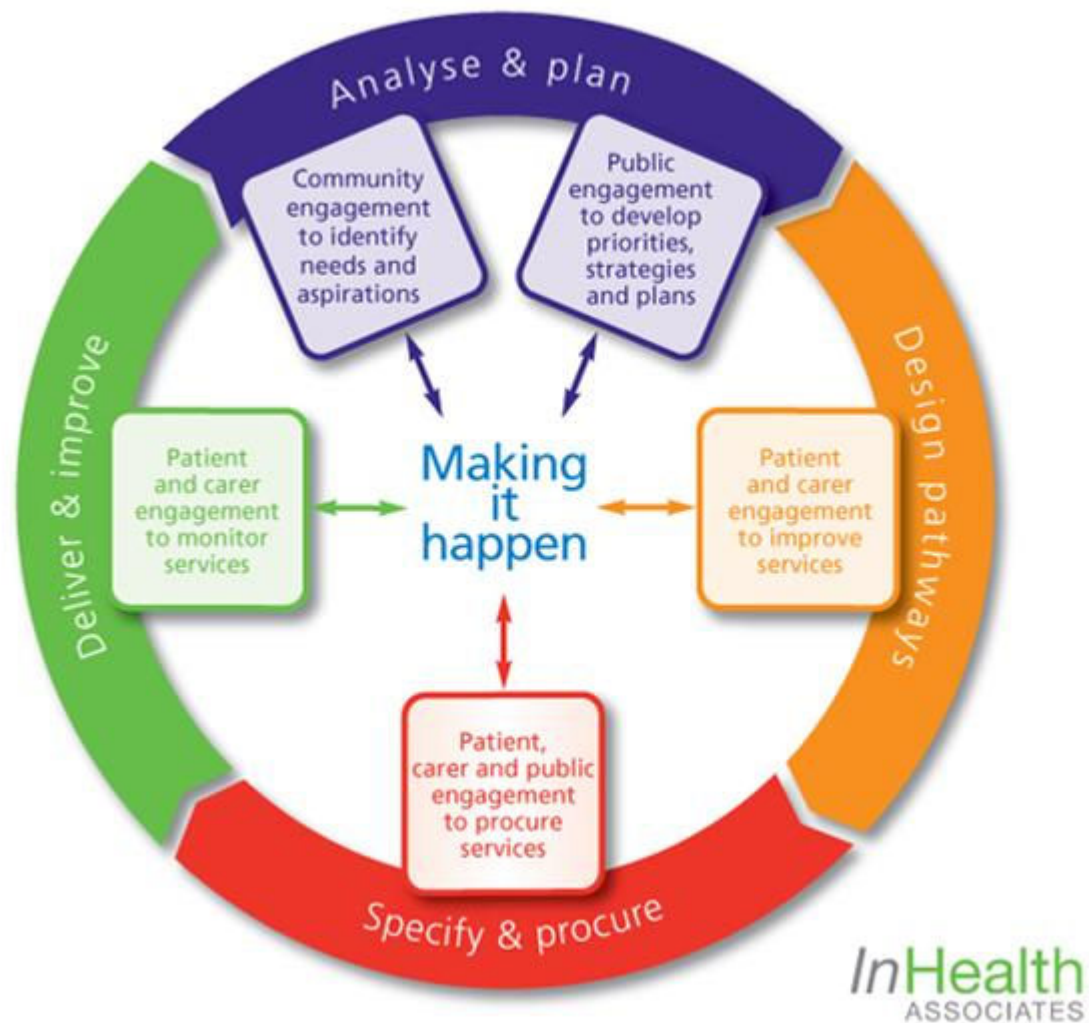 Analyse & plan
Community
engagement
to identify
needs and
aspirations
Public
engagement
to develop
priorities,
strategies
and plans
Design pathways
Patient
and carer
engagement
to improve
services
Specify & procure
Patient,
carer and public
engagement
to procure
services
Deliver & improve
Patient
and carer
engagement
to monitor
services
Making
it
happen
InHealth
ASSOCIATES